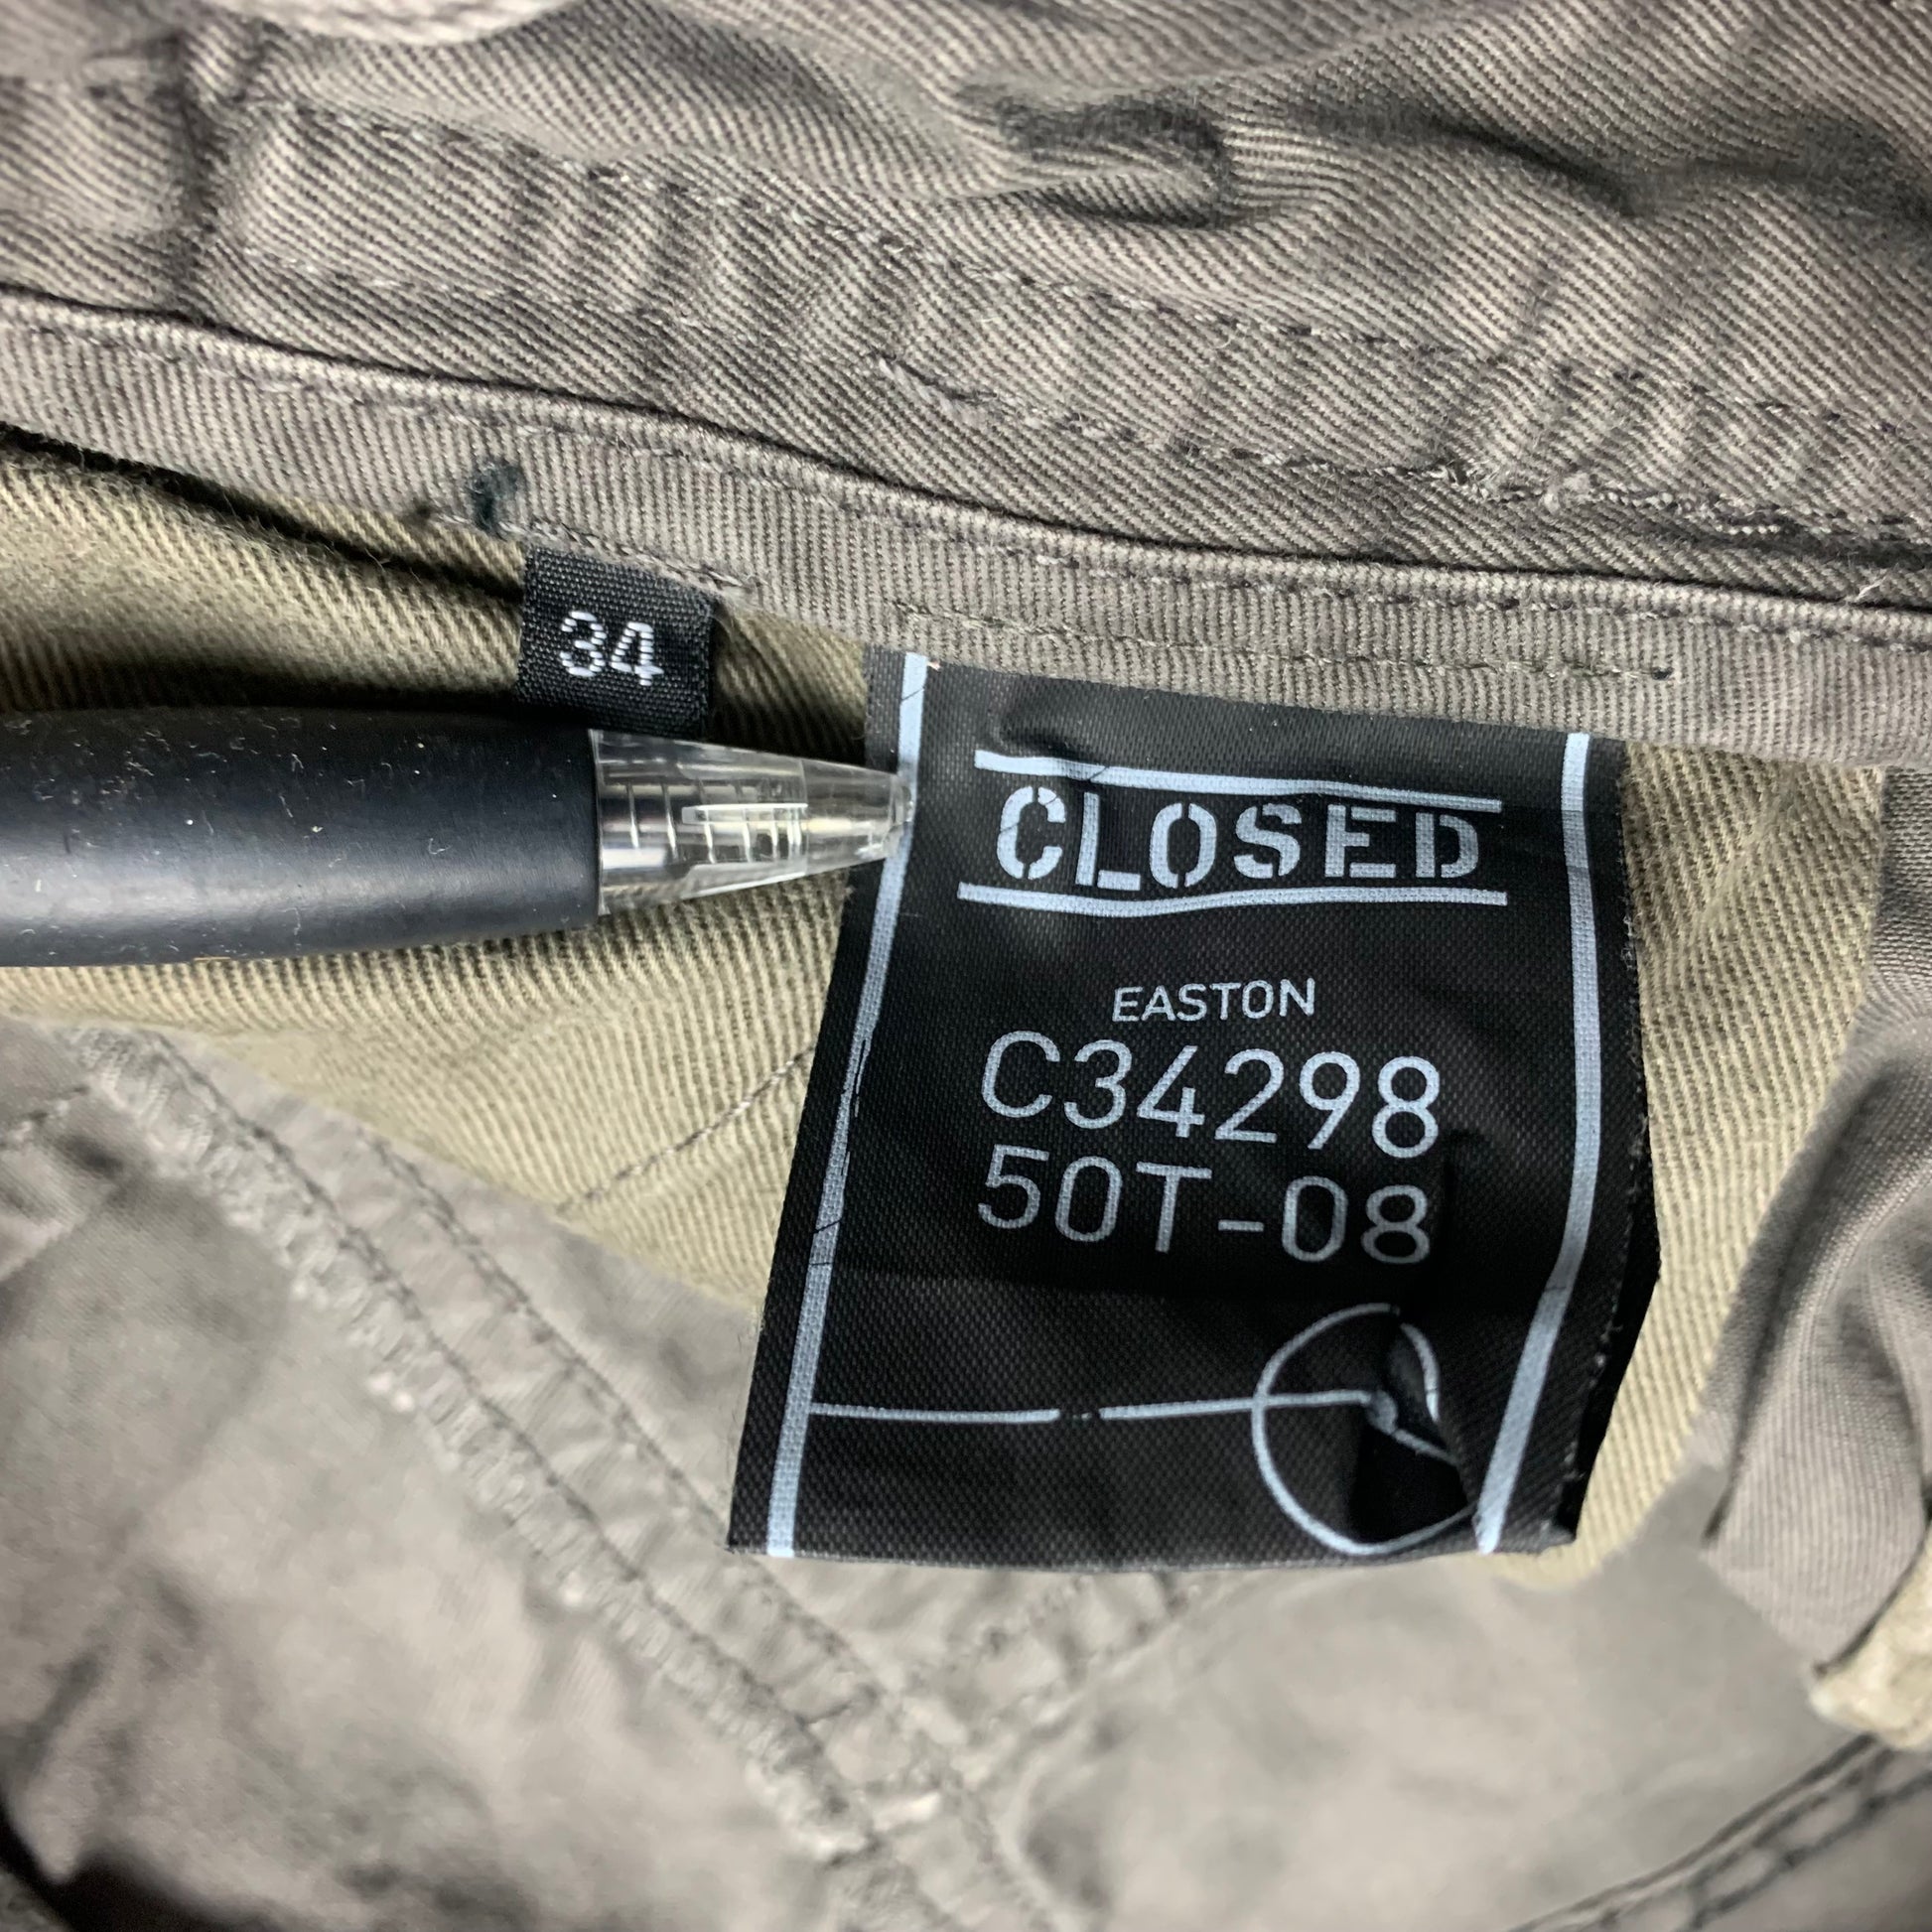 34
CLOSED
EASTON
C34298
50T-08